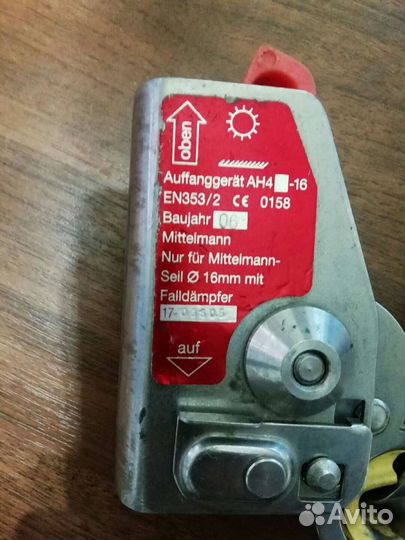 oben
Auffanggerät AH4 -16
EN353/2 CE 0158
Baujahr 06
Mittelmann
Nur für Mittelmann-
Seil Ø 16mm mit
Falldämpfer
auf
Avito